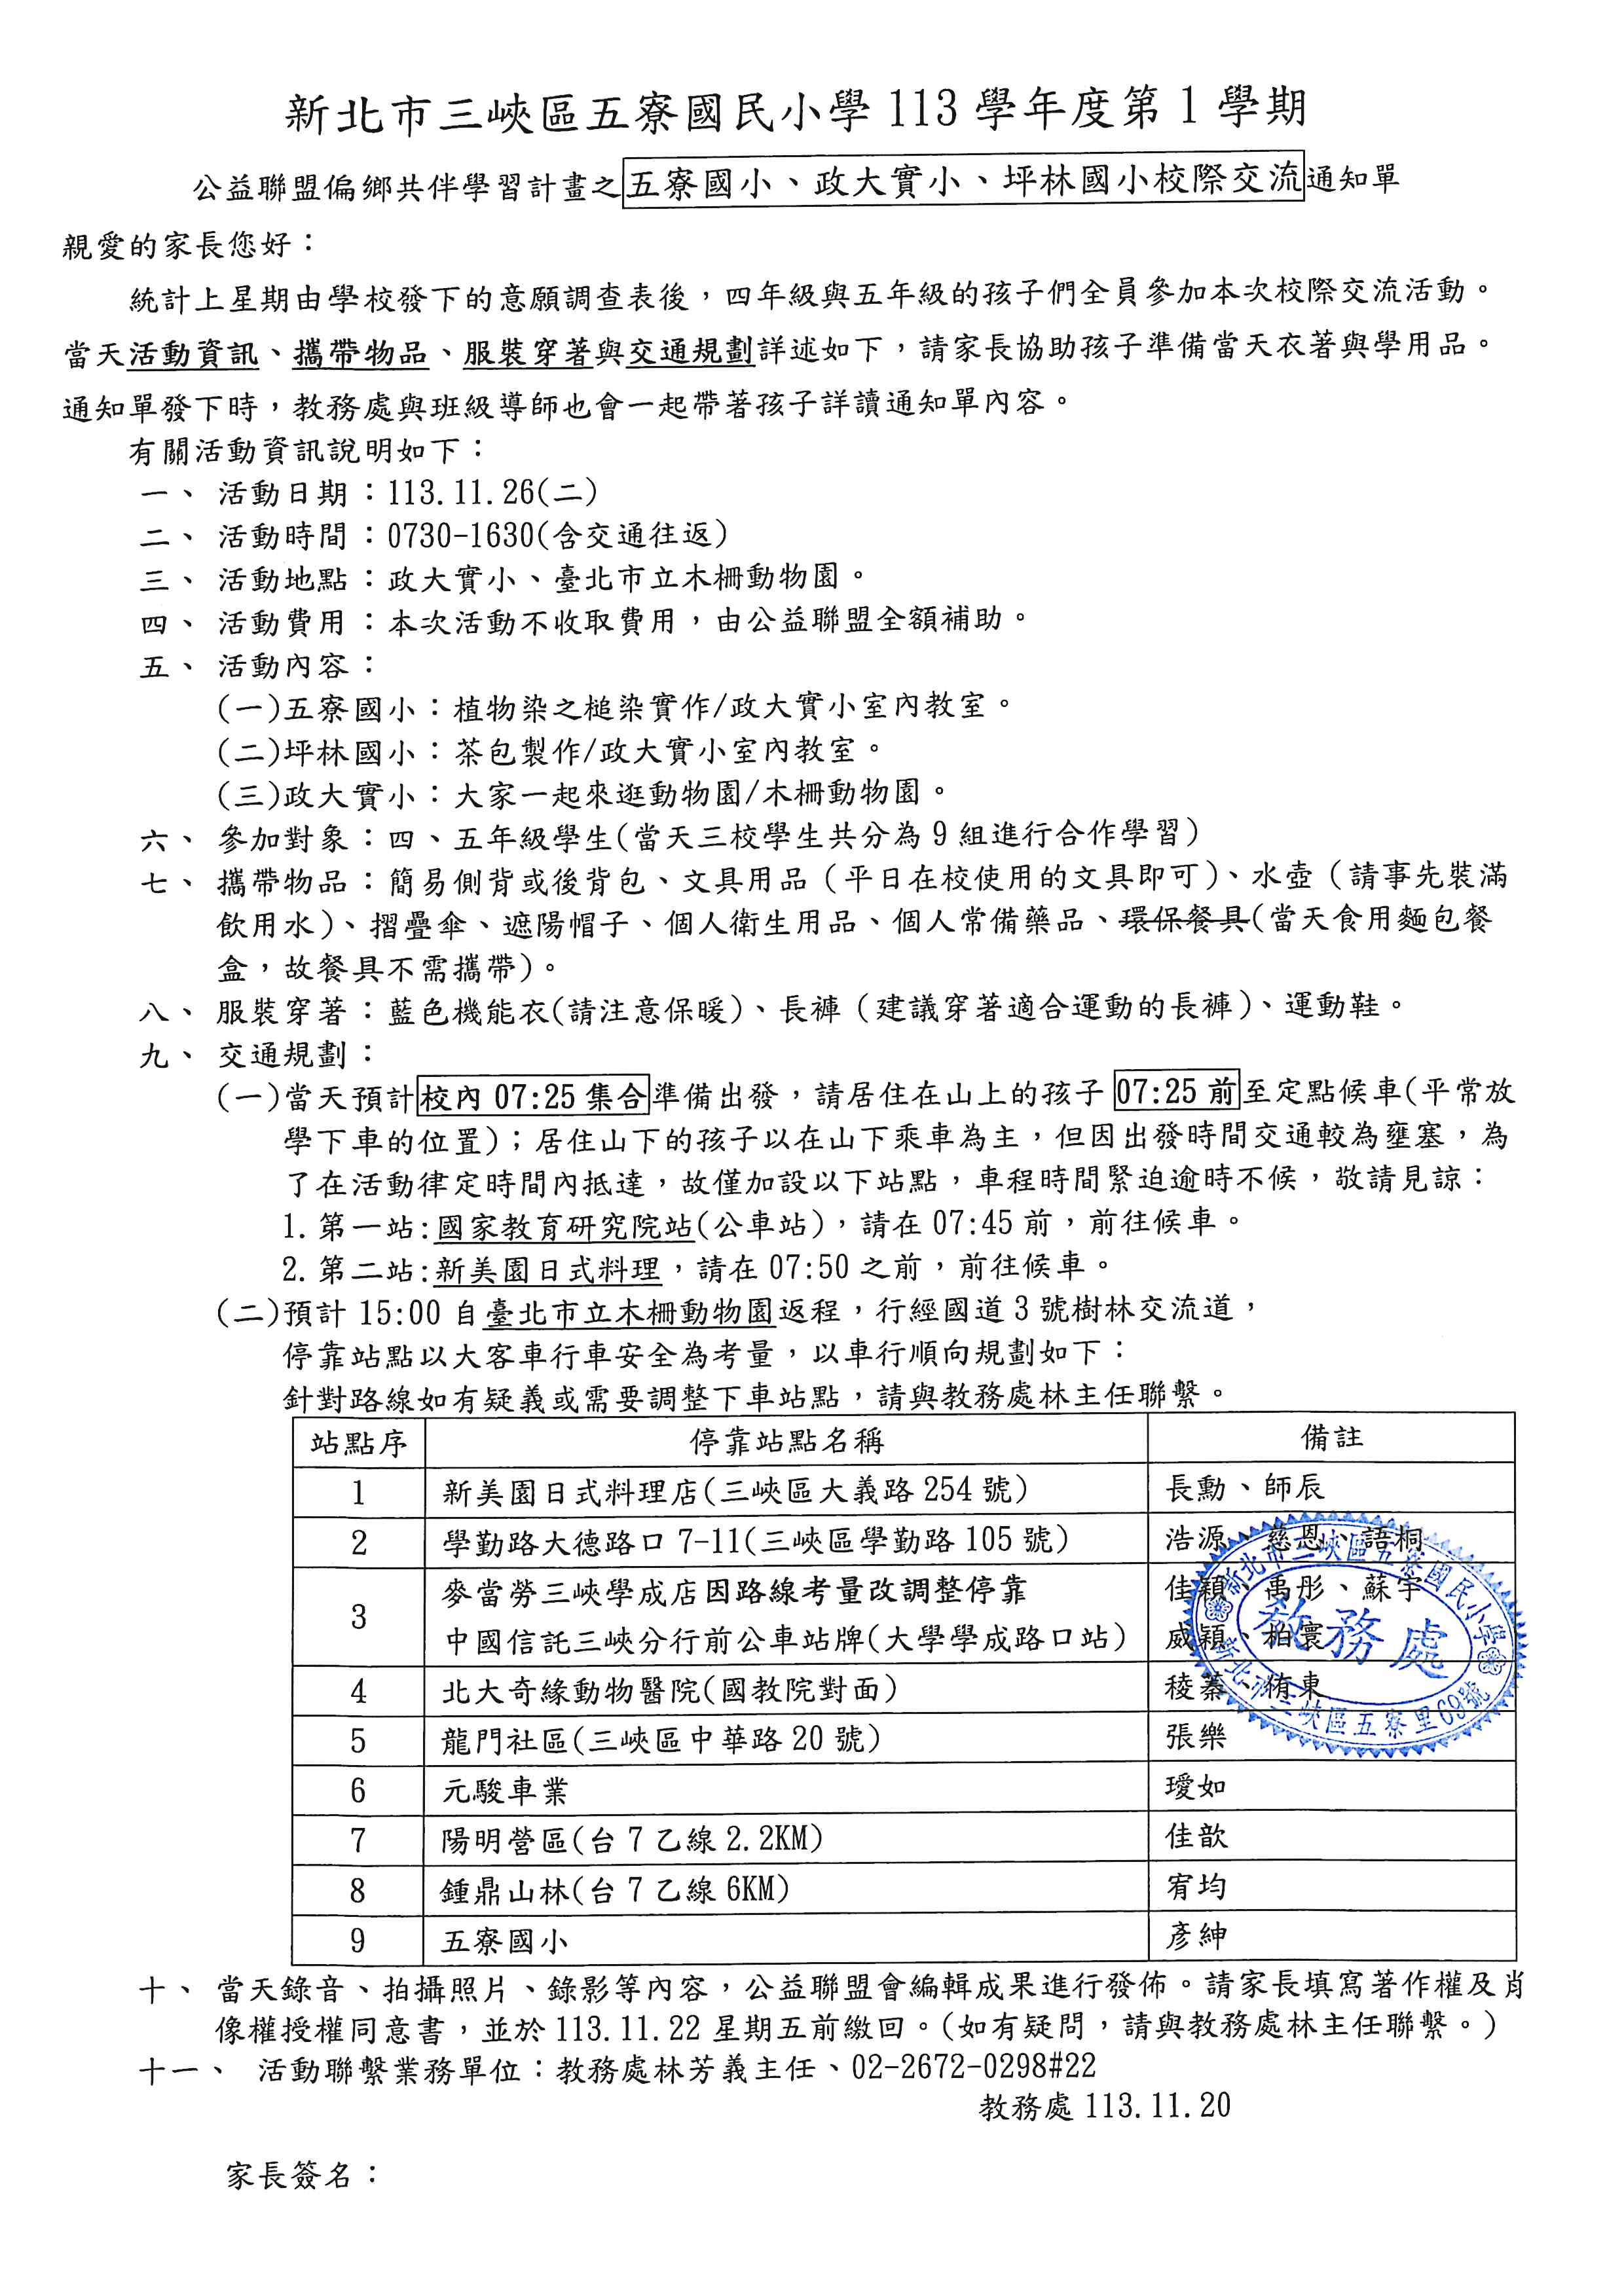 新北市三峽區五寮國民小學 113 學年度第 1 學期
公益聯盟偏鄉共伴學習計畫之五寮國小、政大實小、坪林國小校際交流通知單
親愛的家長您好：
統計上星期由學校發下的意願調查表後，四年級與五年級的孩子們全員參加本次校際交流活動。
當天活動資訊、攜帶物品、服裝穿著與交通規劃詳述如下，請家長協助孩子準備當天衣著與學用品。
通知單發下時，教務處與班級導師也會一起帶著孩子詳讀通知單內容。
有關活動資訊說明如下：
一、 活動日期：113.11.26(二)
二、 活動時間：0730-1630(含交通往返)
三、 活動地點：政大實小、臺北市立木柵動物園。
四、 活動費用：本次活動不收取費用，由公益聯盟全額補助。
五、 活動內容：
(一)五寮國小：植物染之槌染實作/政大實小室內教室。
(二)坪林國小：茶包製作/政大實小室內教室。
(三)政大實小：大家一起來逛動物園/木柵動物園。
六、 參加對象：四、五年級學生(當天三校學生共分為 9 組進行合作學習)
七、 攜帶物品：簡易側背或後背包、文具用品（平日在校使用的文具即可)、水壺（請事先裝滿
飲用水)、摺疊傘、遮陽帽子、個人衛生用品、個人常備藥品、環保餐具(當天食用麵包餐
盒，故餐具不需攜帶)。
八、 服裝穿著：藍色機能衣(請注意保暖)、長褲（建議穿著適合運動的長褲)、運動鞋。
九、 交通規劃：
(一)當天預計校內 07:25 集合準備出發，請居住在山上的孩子 07:25 前至定點候車(平常放
學下車的位置)；居住山下的孩子以在山下乘車為主，但因出發時間交通較為壅塞，為
了在活動律定時間內抵達，故僅加設以下站點，車程時間緊迫逾時不候，敬請見諒：
1. 第一站:國家教育研究院站(公車站)，請在 07:45 前，前往候車。
2. 第二站:新美園日式料理，請在 07:50 之前，前往候車。
(二)預計 15:00 自臺北市立木柵動物園返程，行經國道 3 號樹林交流道，
停靠站點以大客車行車安全為考量，以車行順向規劃如下：
針對路線如有疑義或需要調整下車站點，請與教務處林主任聯繫。
站點序 停靠站點名稱 備註
1 新美園日式料理店(三峽區大義路 254 號) 長勳、師辰
2 學勤路大德路口 7-11(三峽區學勤路 105 號) 浩源、慈恩、語桐
3 麥當勞三峽學成店因路線考量改調整停靠 佳穎、禹彤、蘇宇
中國信託三峽分行前公車站牌(大學學成路口站) 威穎、柏寰
4 北大奇緣動物醫院(國教院對面) 稜蓁、侑東
5 龍門社區(三峽區中華路 20 號) 張樂
6 元駿車業 璦如
7 陽明營區(台 7 乙線 2.2KM) 佳歆
8 鍾鼎山林(台 7 乙線 6KM) 宥均
9 五寮國小 彥紳
新北市三峽區五寮國民小學
教務處
新北市三峽區五寮里69號
十、 當天錄音、拍攝照片、錄影等內容，公益聯盟會編輯成果進行發佈。請家長填寫著作權及肖
像權授權同意書，並於 113.11.22 星期五前繳回。(如有疑問，請與教務處林主任聯繫。)
十一、 活動聯繫業務單位：教務處林芳義主任、02-2672-0298#22
教務處 113.11.20
家長簽名：